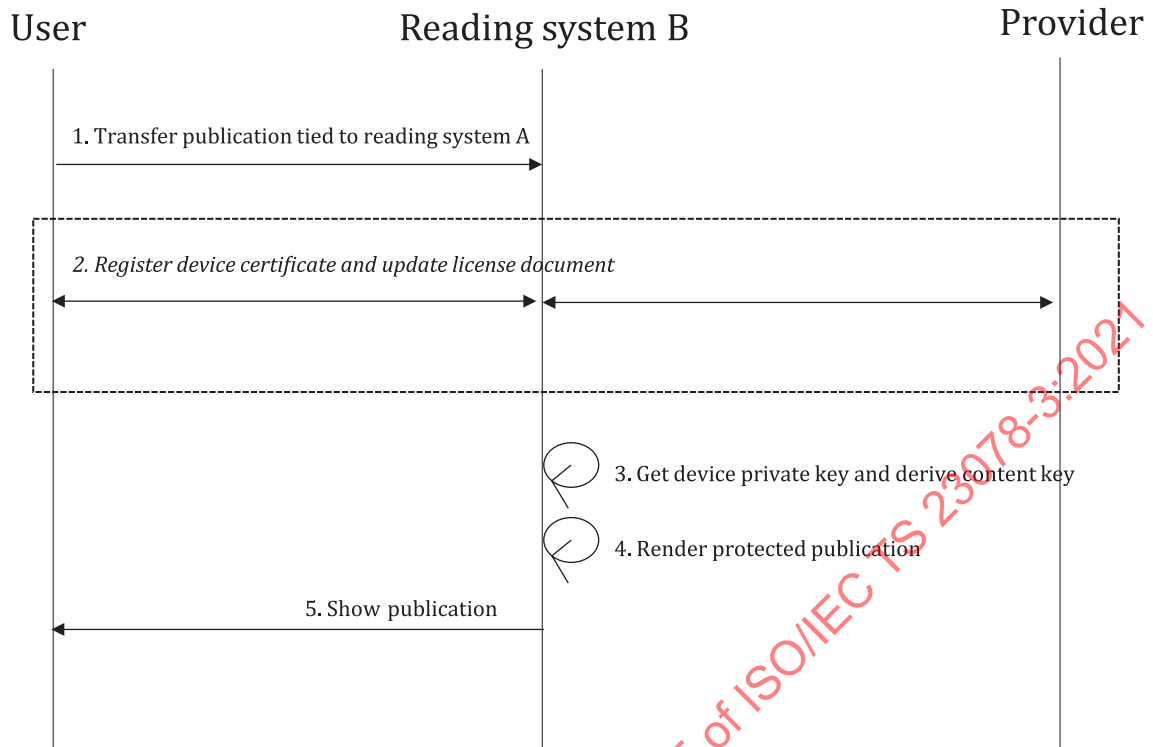 User
Reading system B
Provider
1. Transfer publication tied to reading system A
2. Register device certificate and update license document
3. Get device private key and derive content key
4. Render protected publication
5. Show publication
of ISO/IEC TS 23078-3:2021